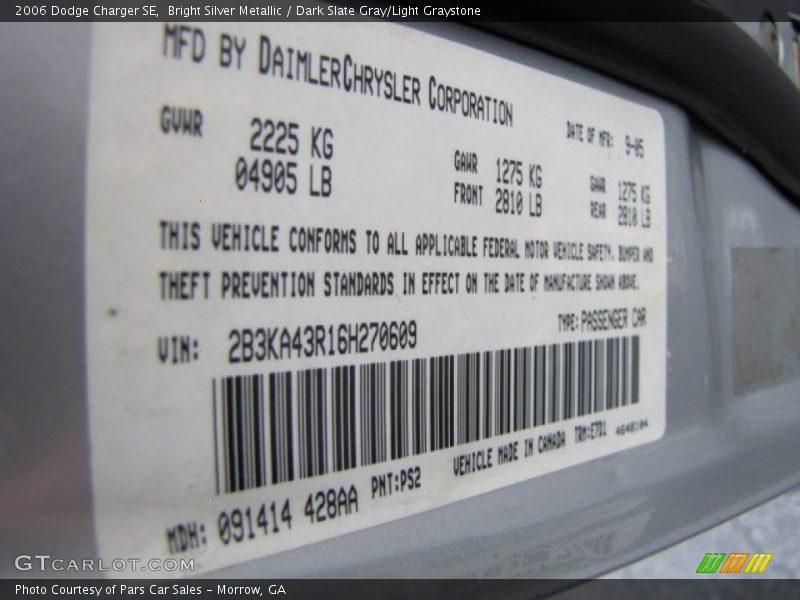 2006 Dodge Charger SE, Bright Silver Metallic / Dark Slate Gray/Light Graystone
MFD BY DAIMLERCHRYSLER CORPORATION
DATE OF MFR: 9-05
GVWR 2225 KG
04905 LB
GAWR FRONT 1275 KG
2810 LB
GAWR REAR 1275 KG
2810 LB
THIS VEHICLE CONFORMS TO ALL APPLICABLE FEDERAL MOTOR VEHICLE SAFETY, BUMPER AND
THEFT PREVENTION STANDARDS IN EFFECT ON THE DATE OF MANUFACTURE SHOWN ABOVE.
VIN: 2B3KA43R16H270609
TYPE: PASSENGER CAR
VEHICLE MADE IN CANADA TRM:E7D1 4648104
MDH: 091414 428AA PNT:PS2
GTCARLOT.COM
Photo Courtesy of Pars Car Sales - Morrow, GA